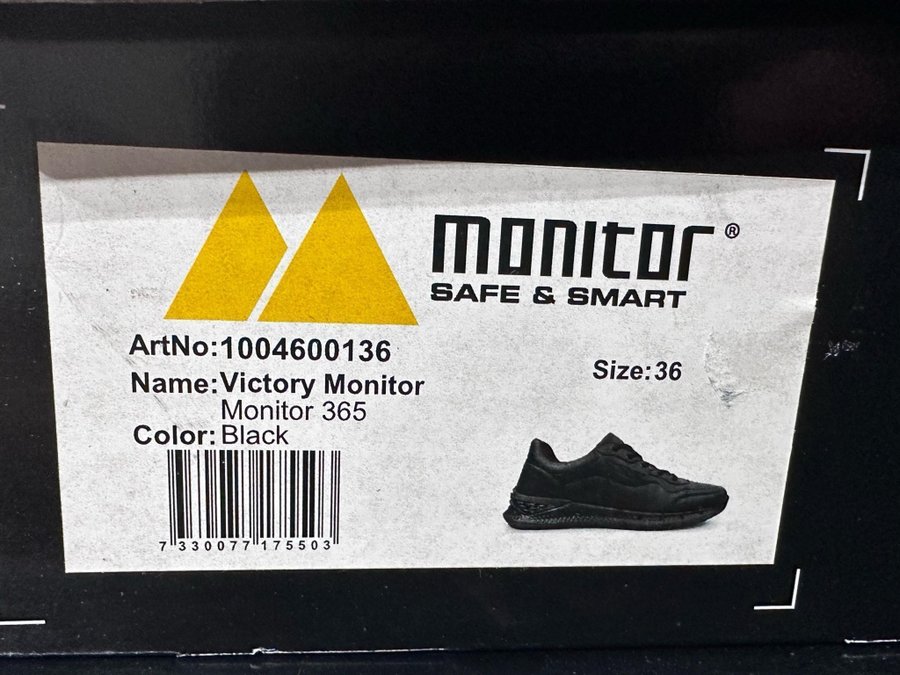 monitor®
SAFE & SMART
ArtNo:1004600136
Name:Victory Monitor
Monitor 365
Color:Black
Size:36
7 330077 175503